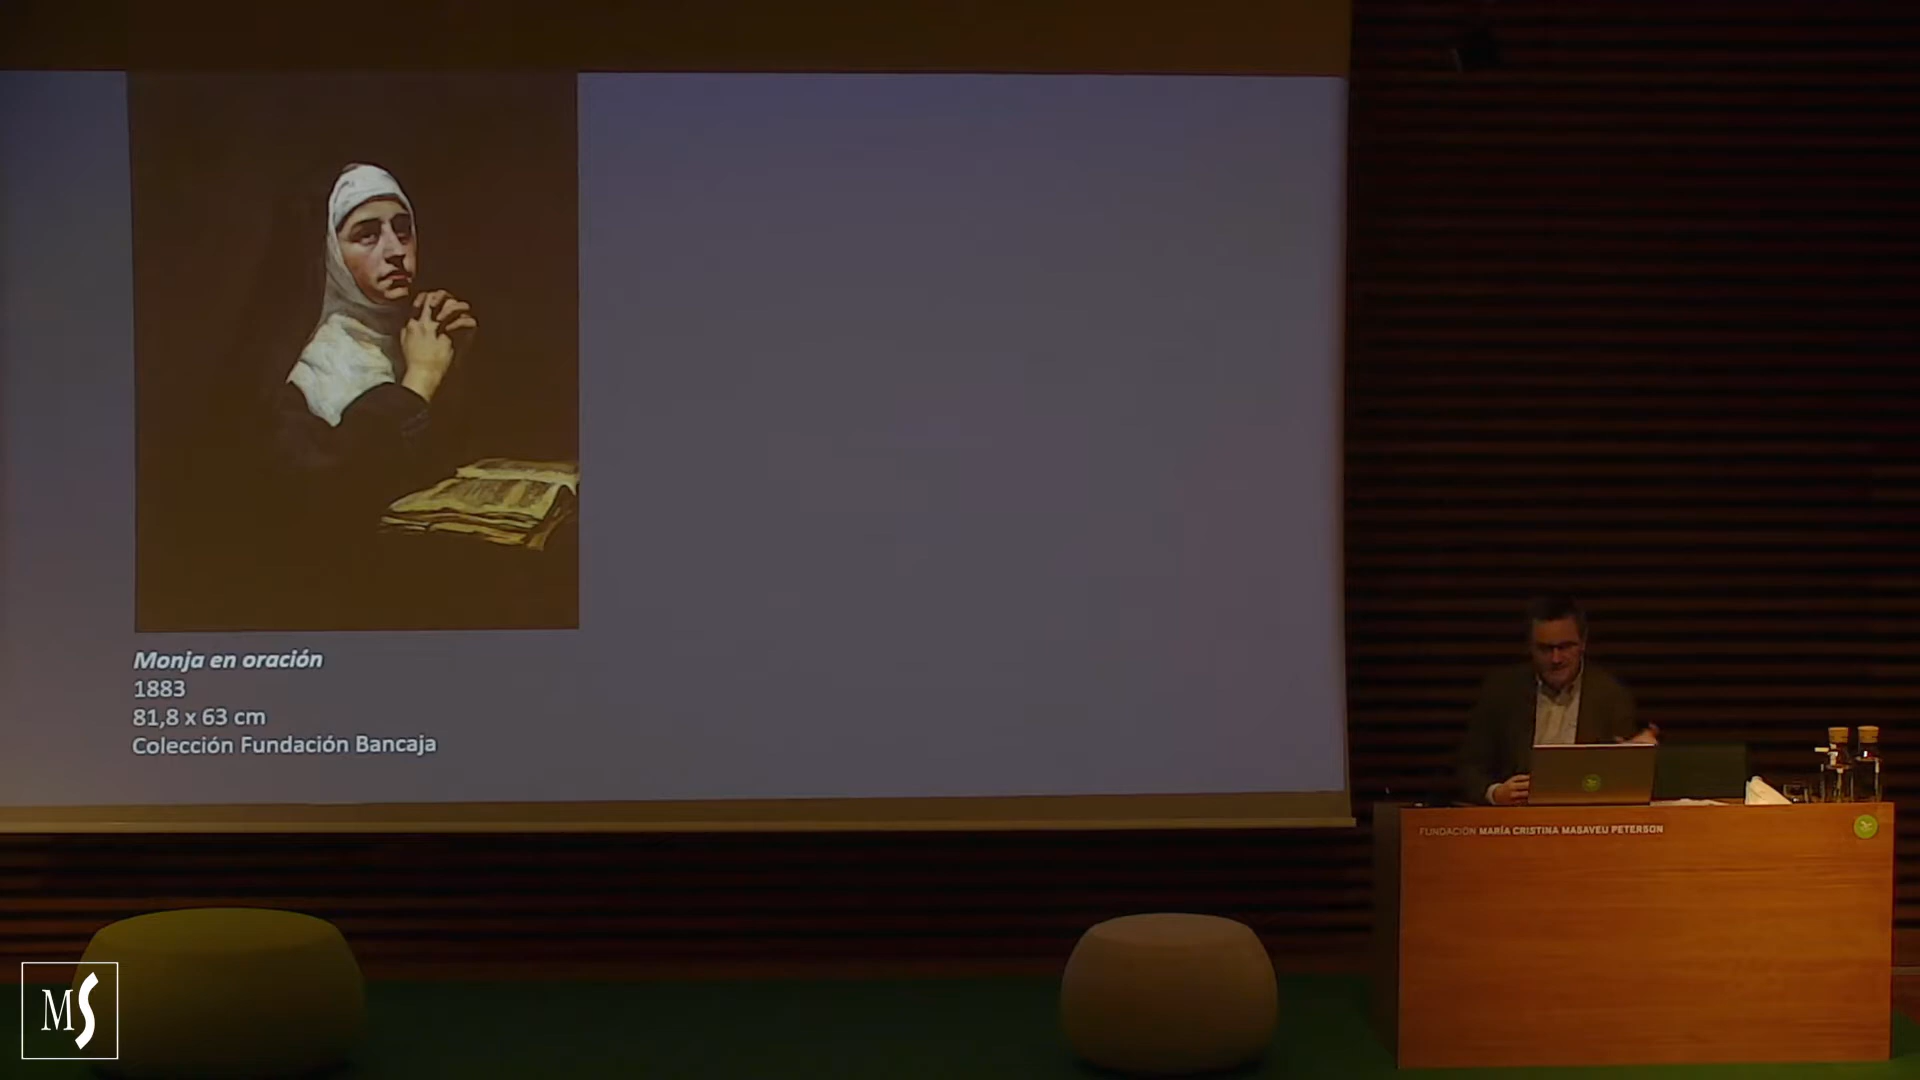 Monja en oración
1883
81,8 x 63 cm
Colección Fundación Bancaja
FUNDACIÓN MARÍA CRISTINA MASAVEU PETERSON
MS